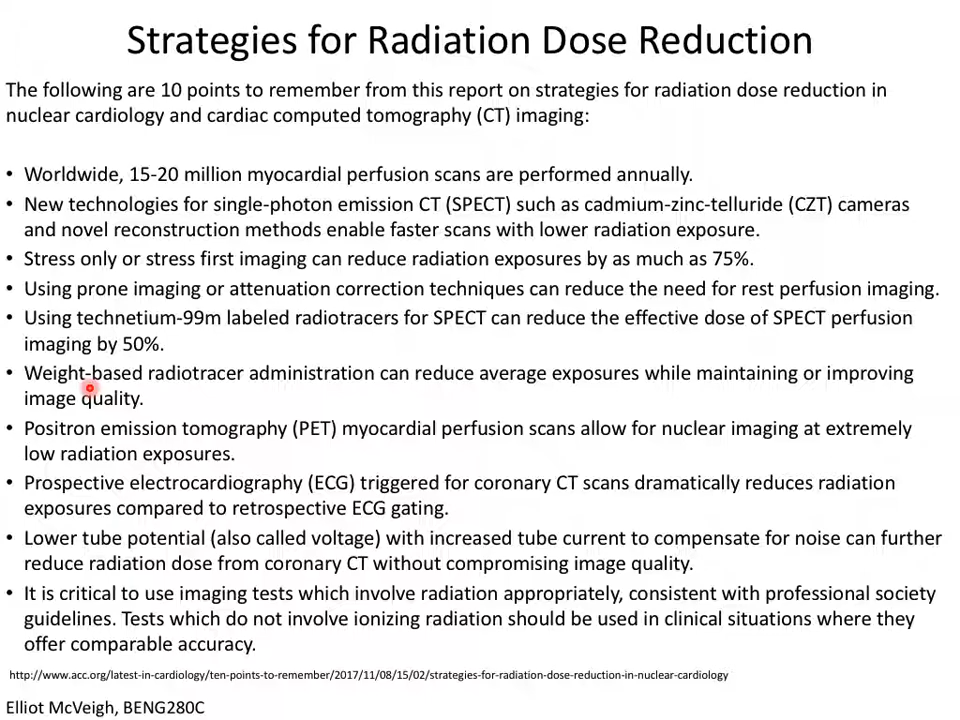 Strategies for Radiation Dose Reduction
The following are 10 points to remember from this report on strategies for radiation dose reduction in
nuclear cardiology and cardiac computed tomography (CT) imaging:
• Worldwide, 15-20 million myocardial perfusion scans are performed annually.
• New technologies for single-photon emission CT (SPECT) such as cadmium-zinc-telluride (CZT) cameras
and novel reconstruction methods enable faster scans with lower radiation exposure.
• Stress only or stress first imaging can reduce radiation exposures by as much as 75%.
• Using prone imaging or attenuation correction techniques can reduce the need for rest perfusion imaging.
• Using technetium-99m labeled radiotracers for SPECT can reduce the effective dose of SPECT perfusion
imaging by 50%.
• Weight-based radiotracer administration can reduce average exposures while maintaining or improving
image quality.
• Positron emission tomography (PET) myocardial perfusion scans allow for nuclear imaging at extremely
low radiation exposures.
• Prospective electrocardiography (ECG) triggered for coronary CT scans dramatically reduces radiation
exposures compared to retrospective ECG gating.
• Lower tube potential (also called voltage) with increased tube current to compensate for noise can further
reduce radiation dose from coronary CT without compromising image quality.
• It is critical to use imaging tests which involve radiation appropriately, consistent with professional society
guidelines. Tests which do not involve ionizing radiation should be used in clinical situations where they
offer comparable accuracy.
http://www.acc.org/latest-in-cardiology/ten-points-to-remember/2017/11/08/15/02/strategies-for-radiation-dose-reduction-in-nuclear-cardiology
Elliot McVeigh, BENG280C